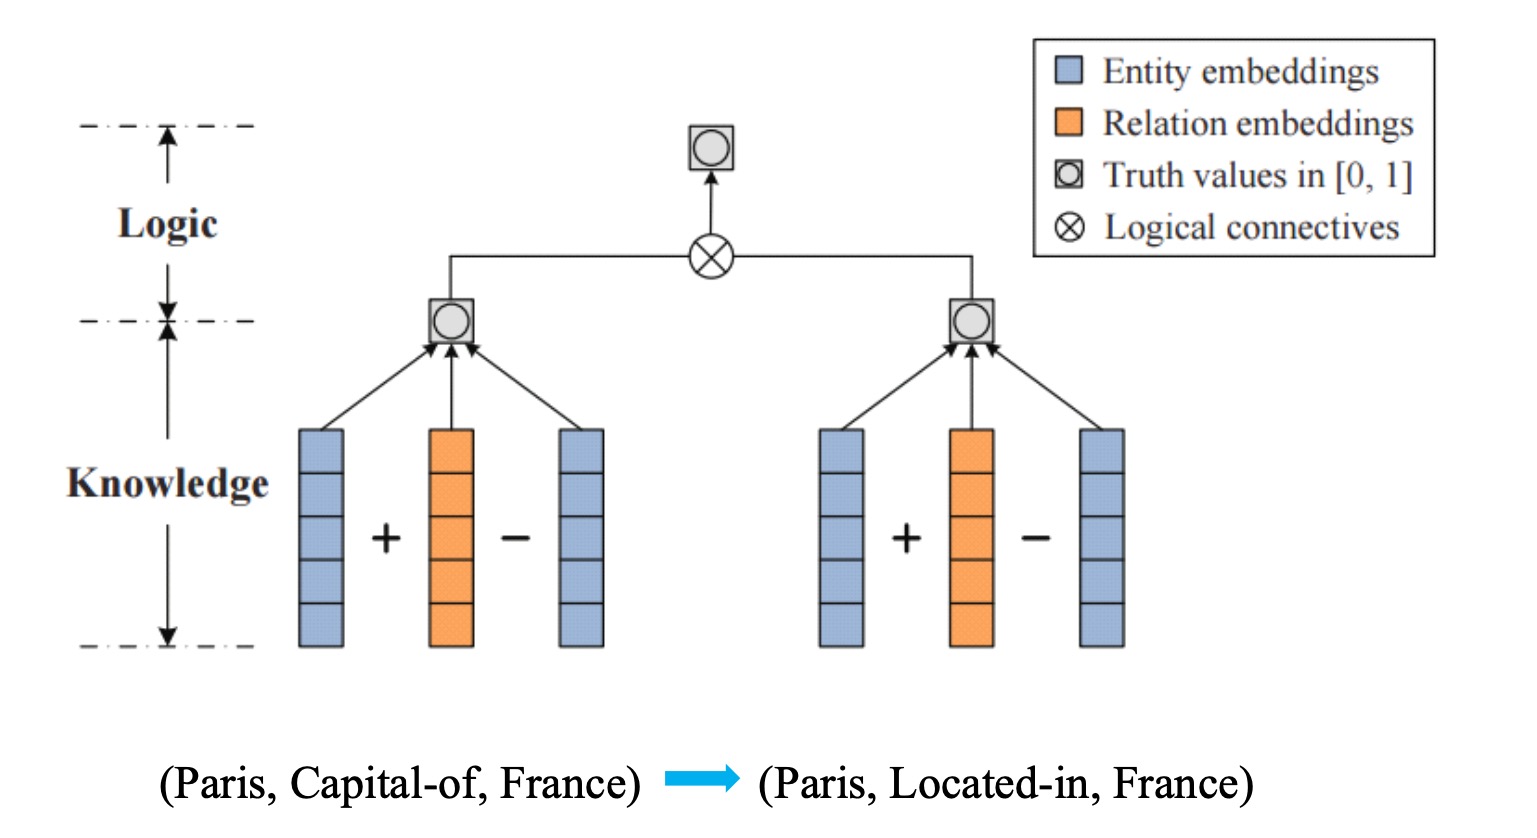 Entity embeddings
Relation embeddings
Truth values in [0, 1]
Logical connectives
Logic
Knowledge
+ − + −
(Paris, Capital-of, France) (Paris, Located-in, France)